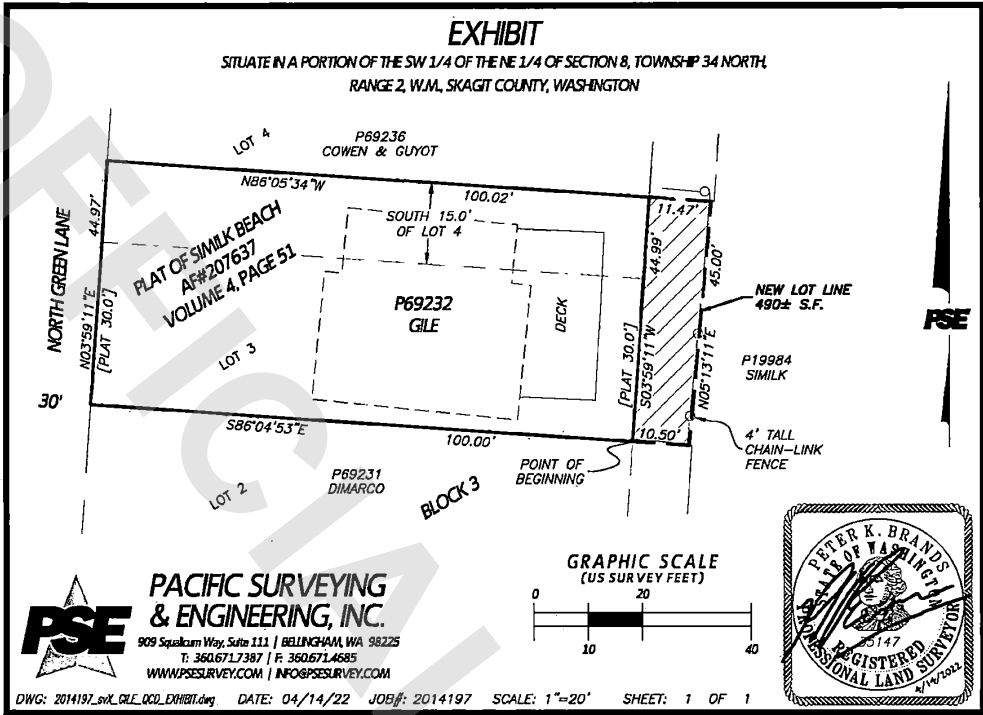 EXHIBIT
SITUATE IN A PORTION OF THE SW 1/4 OF THE NE 1/4 OF SECTION 8, TOWNSHIP 34 NORTH,
RANGE 2, W.M., SKAGIT COUNTY, WASHINGTON
LOT 4
P69236
COWEN & GUYOT
N86°05'34"W
100.02'
11.47'
SOUTH 15.0'
OF LOT 4
NORTH GREEN LANE
44.97'
N03°59'11"E
[PLAT 30.0']
30'
PLAT OF SIMILK BEACH
AF#207637
VOLUME 4, PAGE 51
LOT 3
P69232
GILE
DECK
44.99'
S03°59'11"W
[PLAT 30.0']
45.00'
N05°13'11"E
NEW LOT LINE
490± S.F.
PSE
P19984
SIMILK
4' TALL
CHAIN-LINK
FENCE
S86°04'53"E
100.00'
10.50'
POINT OF
BEGINNING
P69231
DIMARCO
LOT 2
BLOCK 3
PSE
PACIFIC SURVEYING
& ENGINEERING, INC.
909 Squalicum Way, Suite 111 | BELLINGHAM, WA 98225
T: 360.671.7387 | F: 360.671.4685
WWW.PSESURVEY.COM | INFO@PSESURVEY.COM
GRAPHIC SCALE
(US SURVEY FEET)
0 20
10 40
PETER K. BRANDS
STATE OF WASHINGTON
35147
REGISTERED
PROFESSIONAL LAND SURVEYOR
4/14/2022
DWG: 2014197_svX_GILE_QCD_EXHIBIT.dwg DATE: 04/14/22 JOB#: 2014197 SCALE: 1"=20' SHEET: 1 OF 1